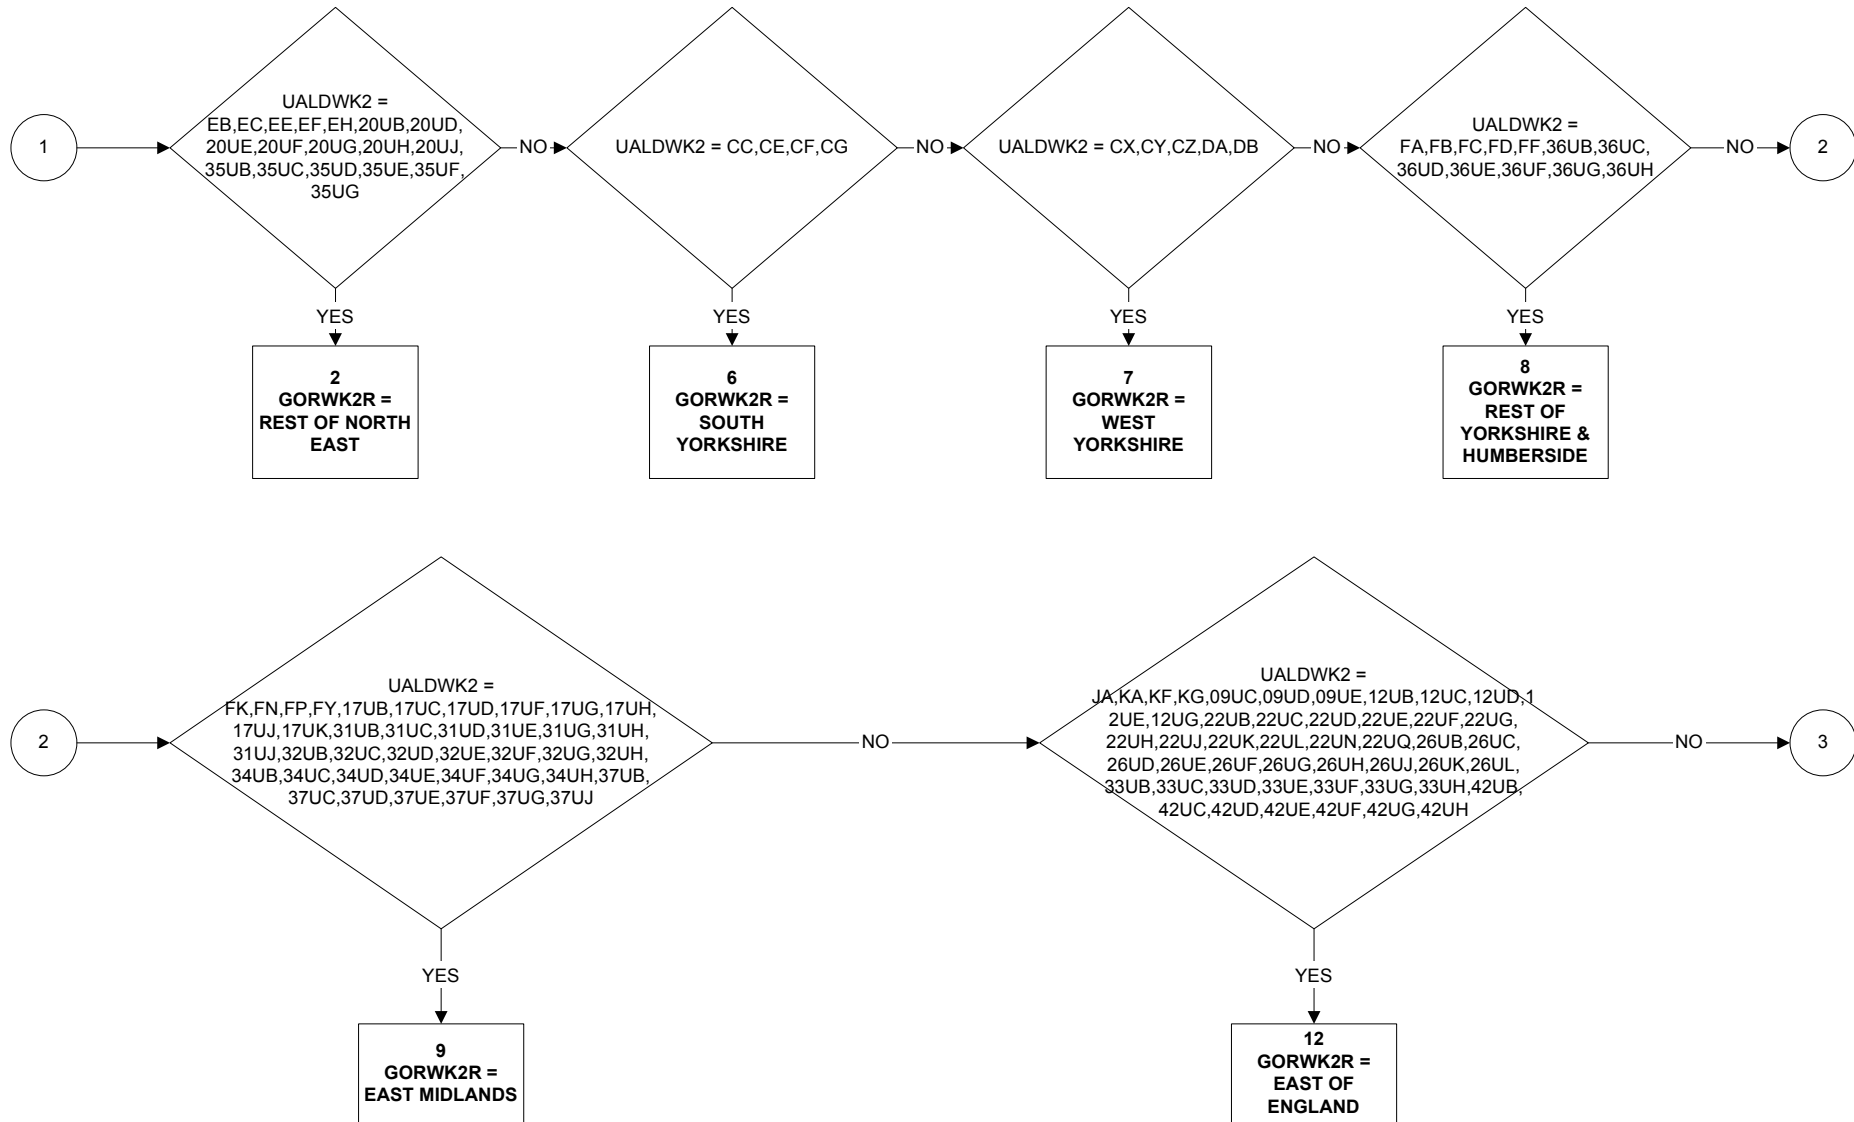 1
UALDWK2 =
EB,EC,EE,EF,EH,20UB,20UD,
20UE,20UF,20UG,20UH,20UJ,
35UB,35UC,35UD,35UE,35UF,
35UG
NO
UALDWK2 = CC,CE,CF,CG
NO
UALDWK2 = CX,CY,CZ,DA,DB
NO
UALDWK2 =
FA,FB,FC,FD,FF,36UB,36UC,
36UD,36UE,36UF,36UG,36UH
NO
2
YES
YES
YES
YES
2
GORWK2R =
REST OF NORTH
EAST
6
GORWK2R =
SOUTH
YORKSHIRE
7
GORWK2R =
WEST
YORKSHIRE
8
GORWK2R =
REST OF
YORKSHIRE &
HUMBERSIDE
2
UALDWK2 =
FK,FN,FP,FY,17UB,17UC,17UD,17UF,17UG,17UH,
17UJ,17UK,31UB,31UC,31UD,31UE,31UG,31UH,
31UJ,32UB,32UC,32UD,32UE,32UF,32UG,32UH,
34UB,34UC,34UD,34UE,34UF,34UG,34UH,37UB,
37UC,37UD,37UE,37UF,37UG,37UJ
NO
UALDWK2 =
JA,KA,KF,KG,09UC,09UD,09UE,12UB,12UC,12UD,1
2UE,12UG,22UB,22UC,22UD,22UE,22UF,22UG,
22UH,22UJ,22UK,22UL,22UN,22UQ,26UB,26UC,
26UD,26UE,26UF,26UG,26UH,26UJ,26UK,26UL,
33UB,33UC,33UD,33UE,33UF,33UG,33UH,42UB,
42UC,42UD,42UE,42UF,42UG,42UH
NO
3
YES
YES
9
GORWK2R =
EAST MIDLANDS
12
GORWK2R =
EAST OF
ENGLAND